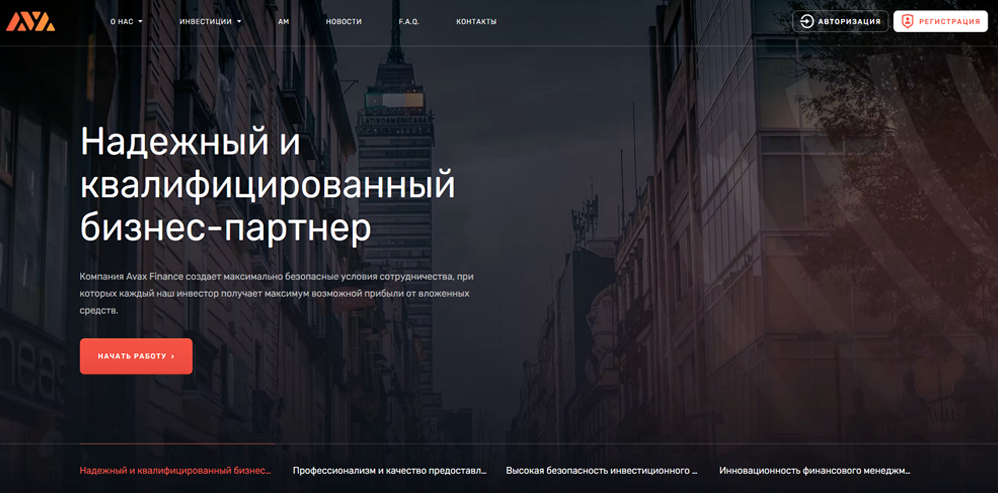 AVA
О НАС
ИНВЕСТИЦИИ
АМ
НОВОСТИ
F.A.Q.
КОНТАКТЫ
АВТОРИЗАЦИЯ
РЕГИСТРАЦИЯ
LATINOAMERICANA
Надежный и
квалифицированный
бизнес-партнер
Компания Avax Finance создает максимально безопасные условия сотрудничества, при
которых каждый наш инвестор получает максимум возможной прибыли от вложенных
средств.
НАЧАТЬ РАБОТУ ›
Надежный и квалифицированный бизнес...
Профессионализм и качество предоставл...
Высокая безопасность инвестиционного ...
Инновационность финансового менеджм...